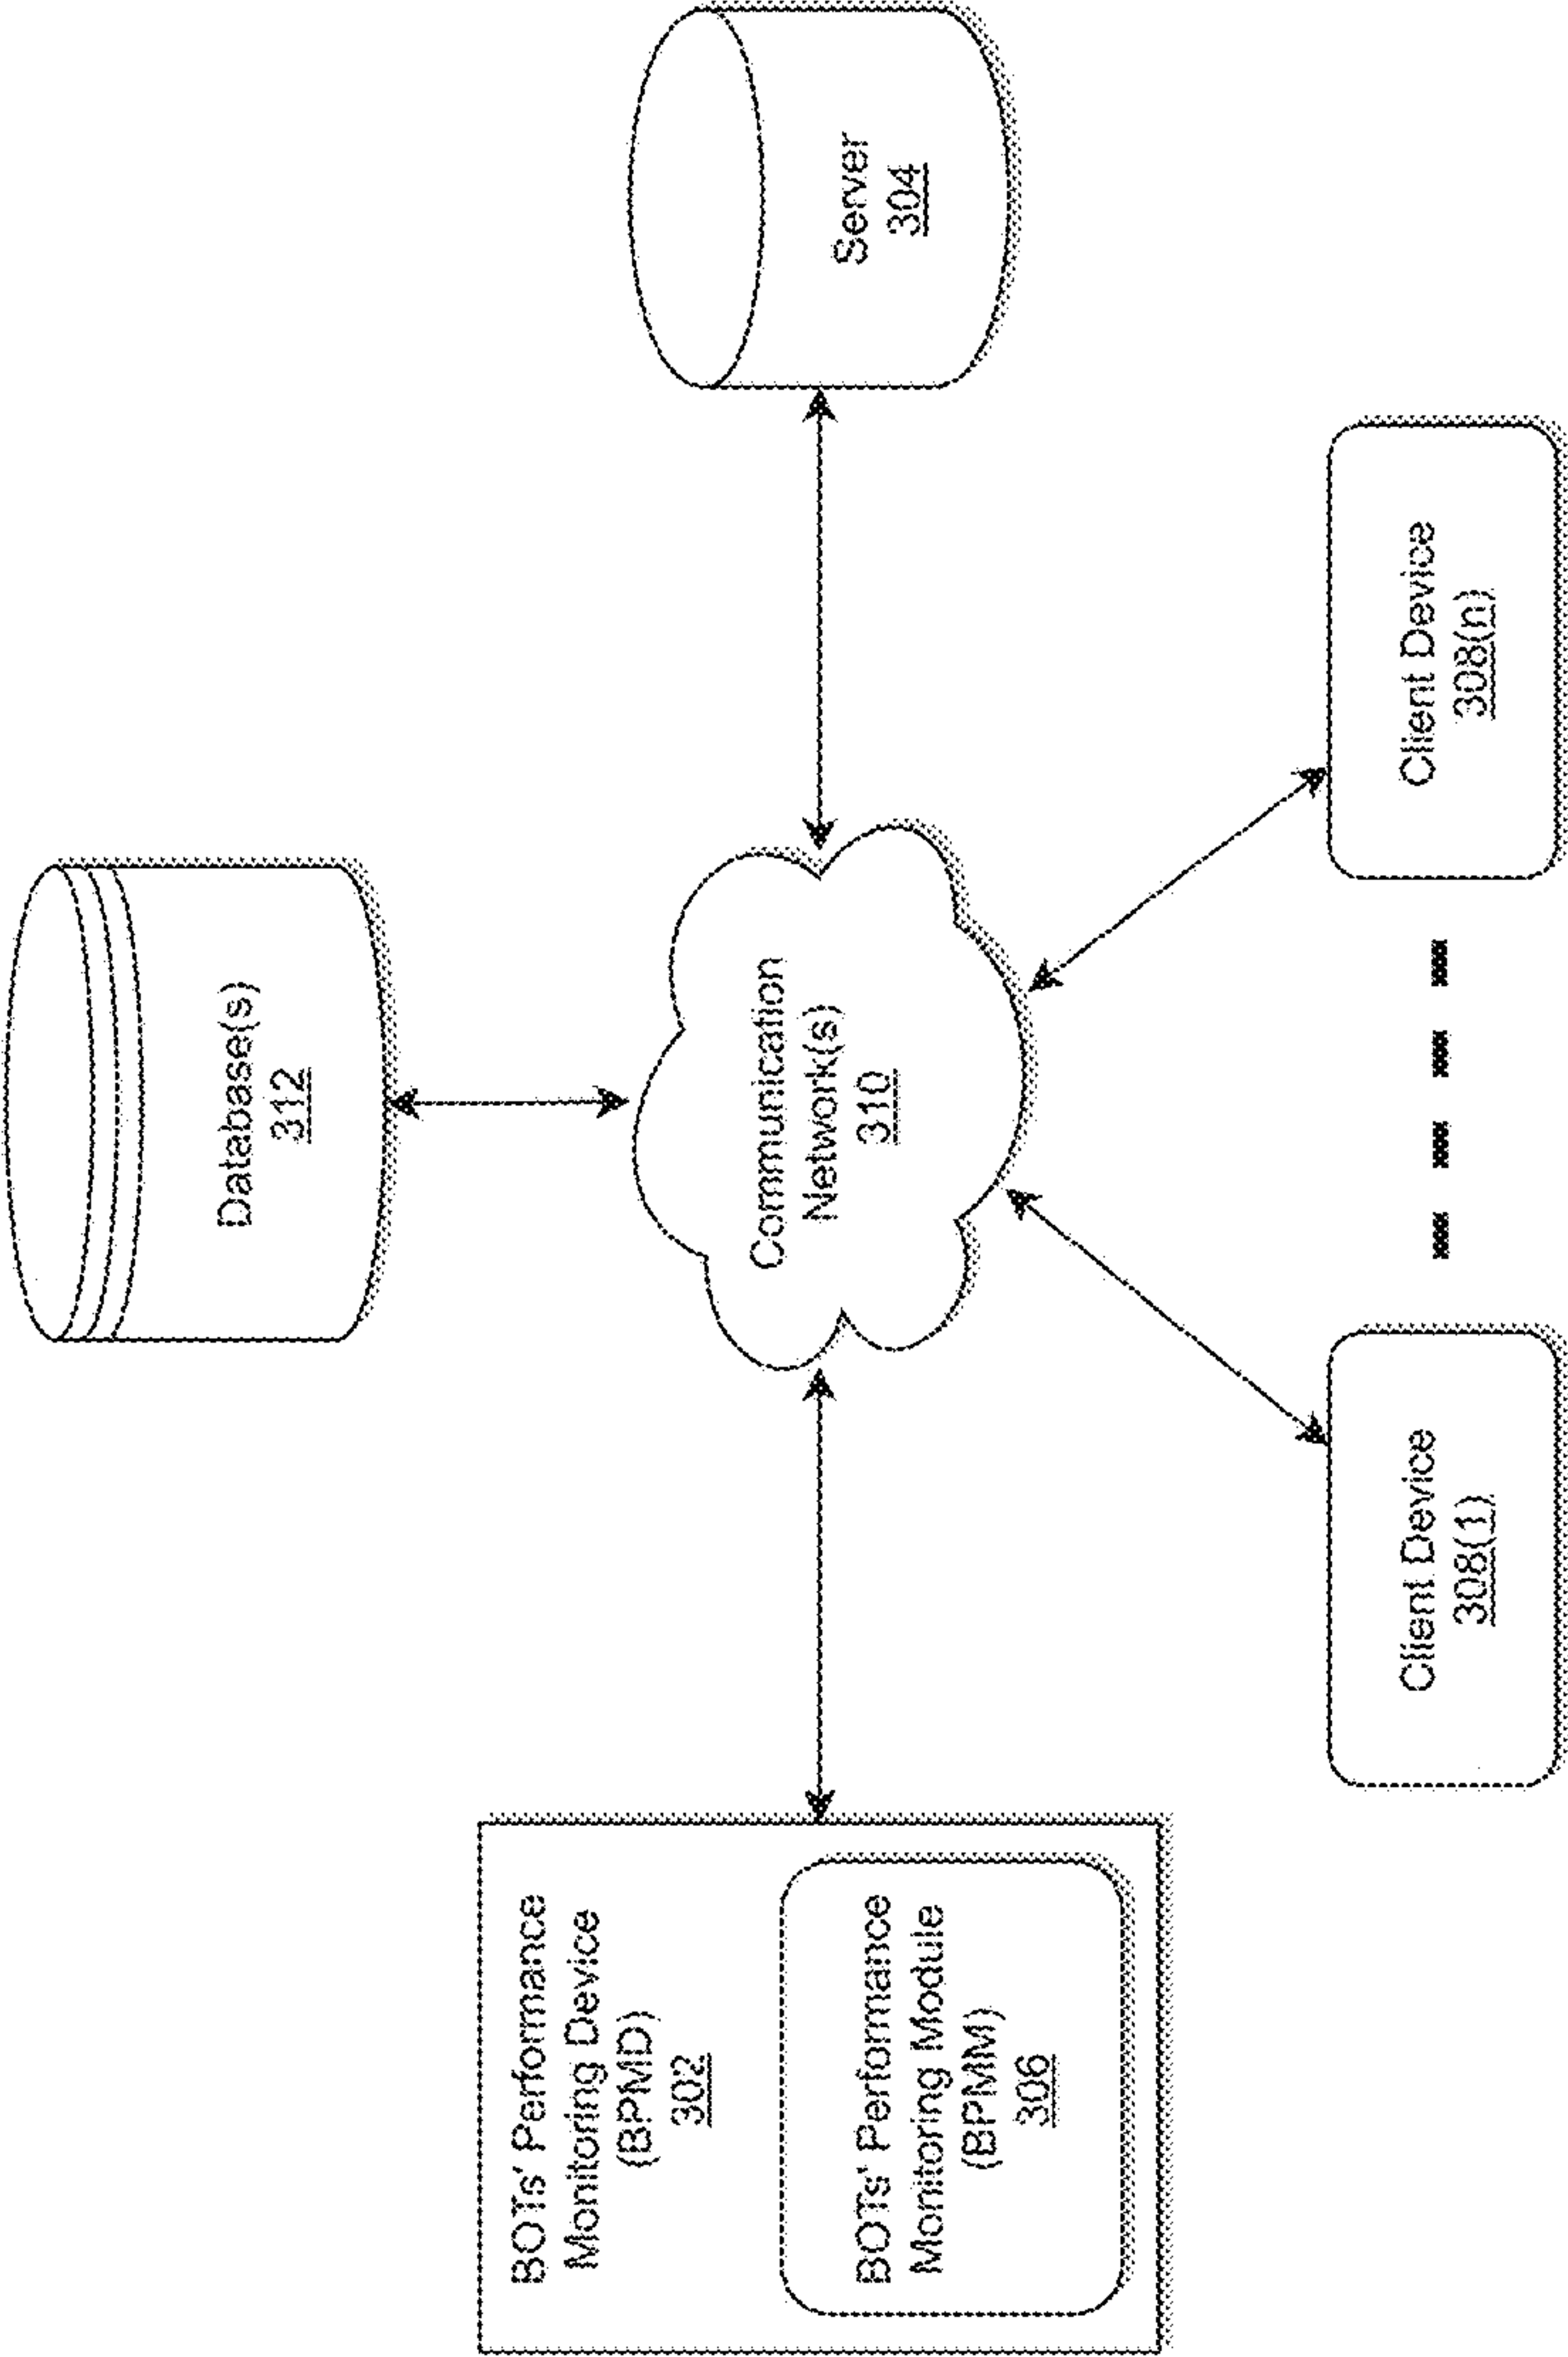 Database(s)
312
BOTs' Performance
Monitoring Device
(BPMD)
302
BOTs' Performance
Monitoring Module
(BPMM)
306
Communication
Network(s)
310
Server
304
Client Device
308(1)
Client Device
308(n)